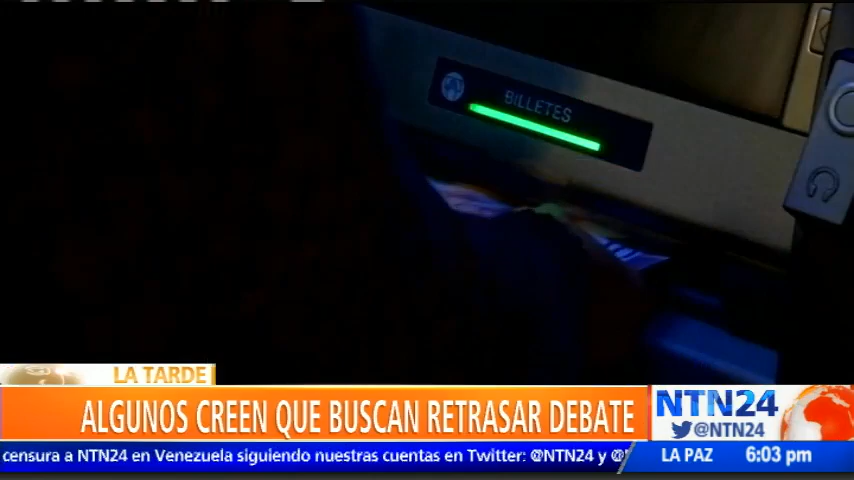 BILLETES
LA TARDE
ALGUNOS CREEN QUE BUSCAN RETRASAR DEBATE
NTN24
@NTN24
censura a NTN24 en Venezuela siguiendo nuestras cuentas en Twitter: @NTN24 y @
LA PAZ 6:03 pm